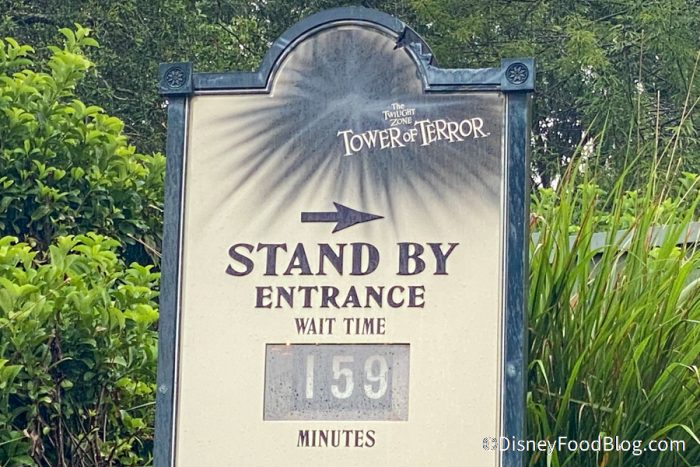 The
TWILIGHT
ZONE
TOWER OF TERROR
STAND BY
ENTRANCE
WAIT TIME
159
MINUTES
©DisneyFoodBlog.com